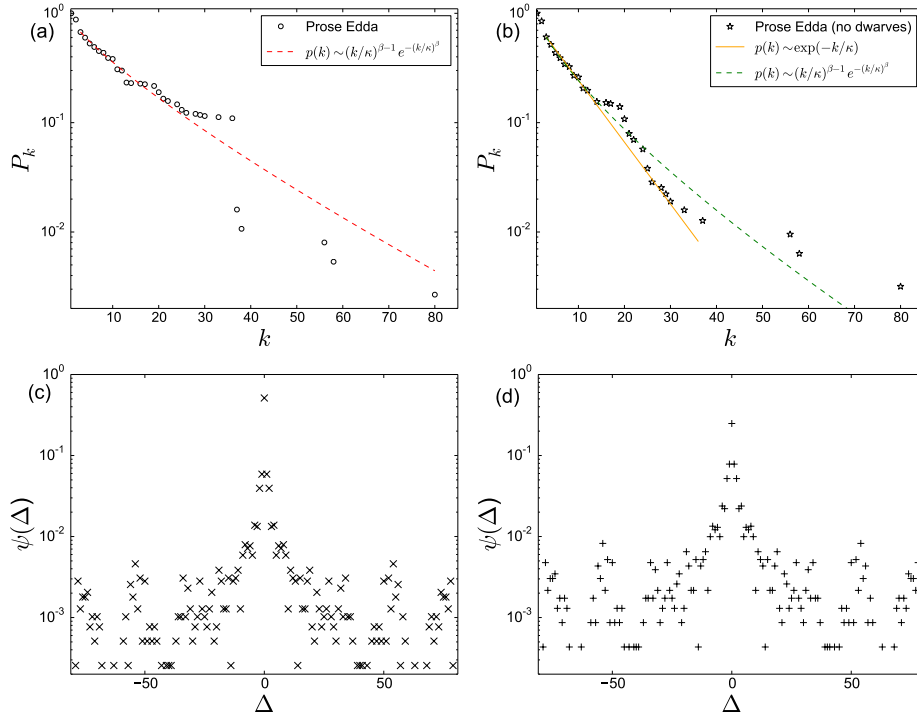 (a)
Prose Edda
p(k) ~ (k/κ)^{β−1} e^{−(k/κ)^β}
10^0
10^{-1}
10^{-2}
P_k
10 20 30 40 50 60 70 80
k
(b)
Prose Edda (no dwarves)
p(k) ~ exp(−k/κ)
p(k) ~ (k/κ)^{β−1} e^{−(k/κ)^β}
10^0
10^{-1}
10^{-2}
P_k
10 20 30 40 50 60 70 80
k
(c)
10^0
10^{-1}
10^{-2}
10^{-3}
ψ(Δ)
−50 0 50
Δ
(d)
10^0
10^{-1}
10^{-2}
10^{-3}
ψ(Δ)
−50 0 50
Δ